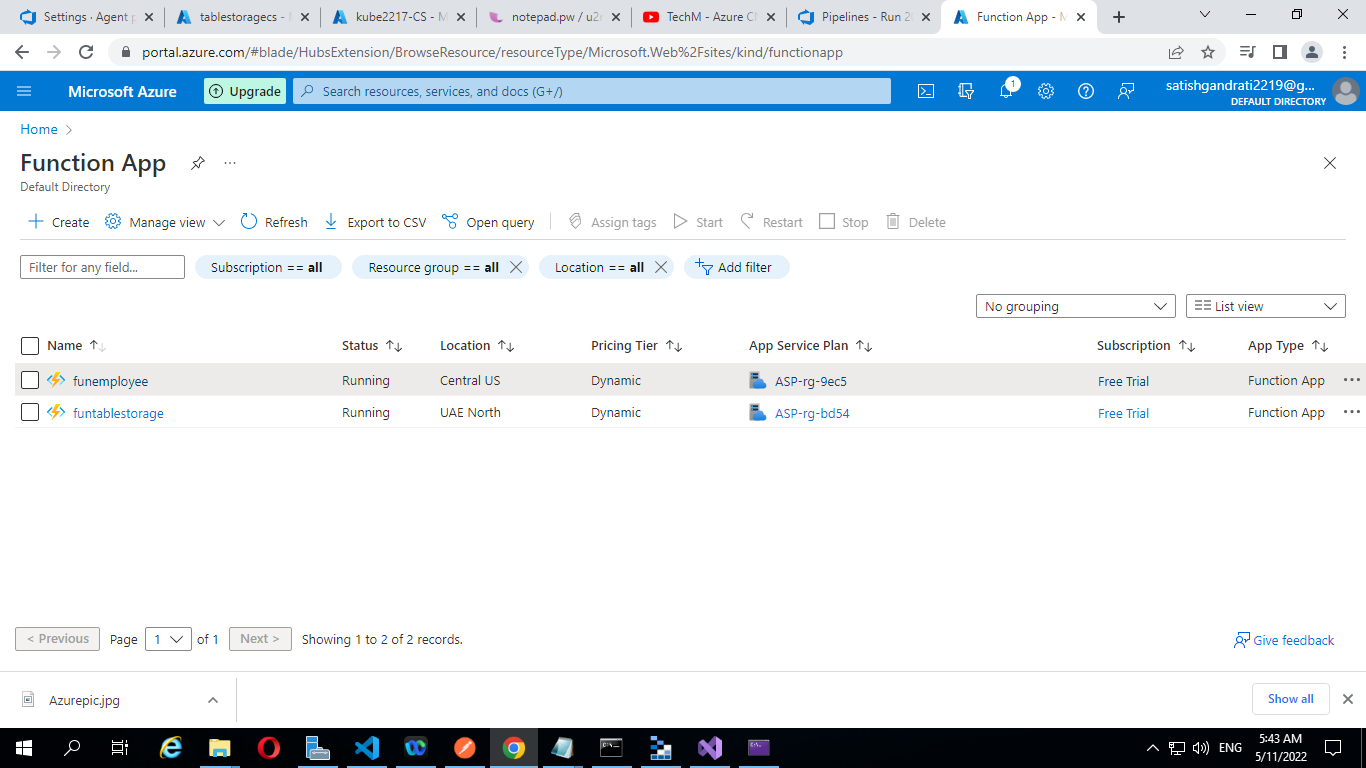 Settings · Agent p
tablestoragecs - M
kube2217-CS - M
notepad.pw / u2r
TechM - Azure Cl
Pipelines - Run 2
Function App - M
portal.azure.com/#blade/HubsExtension/BrowseResource/resourceType/Microsoft.Web%2Fsites/kind/functionapp
Microsoft Azure
Upgrade
Search resources, services, and docs (G+/)
1
satishgandrati2219@g...
DEFAULT DIRECTORY
Home
Function App
...
Default Directory
Create
Manage view
Refresh
Export to CSV
Open query
Assign tags
Start
Restart
Stop
Delete
Filter for any field...
Subscription == all
Resource group == all
Location == all
Add filter
No grouping
List view
Name Status Location Pricing Tier App Service Plan Subscription App Type
funemployee Running Central US Dynamic ASP-rg-9ec5 Free Trial Function App ...
funtablestorage Running UAE North Dynamic ASP-rg-bd54 Free Trial Function App ...
< Previous Page 1 of 1 Next > Showing 1 to 2 of 2 records.
Give feedback
Azurepic.jpg
Show all
ENG
5:43 AM
5/11/2022